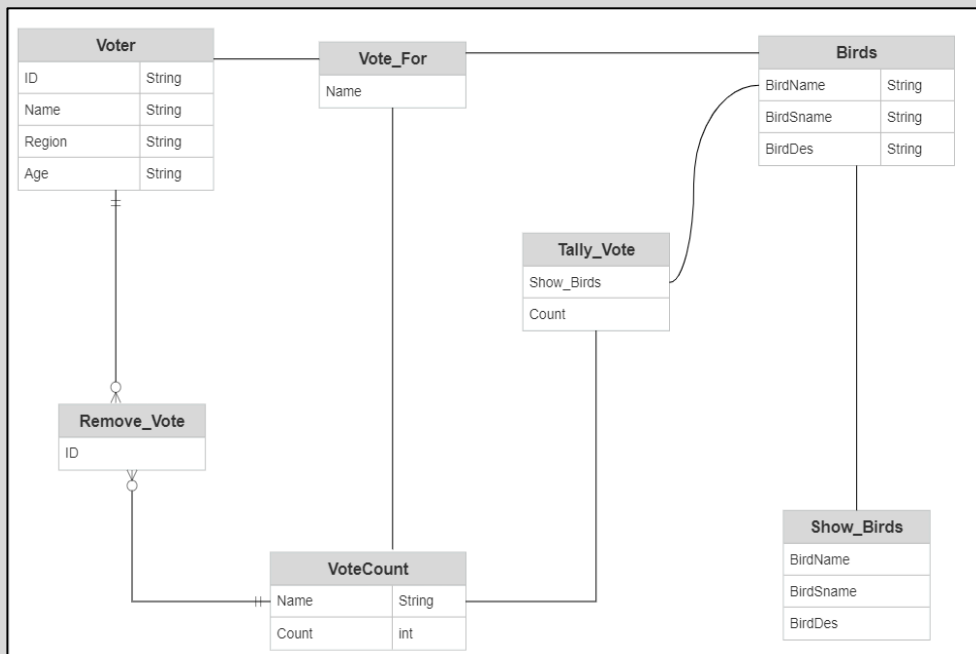 Voter
ID String
Name String
Region String
Age String
Vote_For
Name
Birds
BirdName String
BirdSname String
BirdDes String
Tally_Vote
Show_Birds
Count
Remove_Vote
ID
VoteCount
Name String
Count int
Show_Birds
BirdName
BirdSname
BirdDes